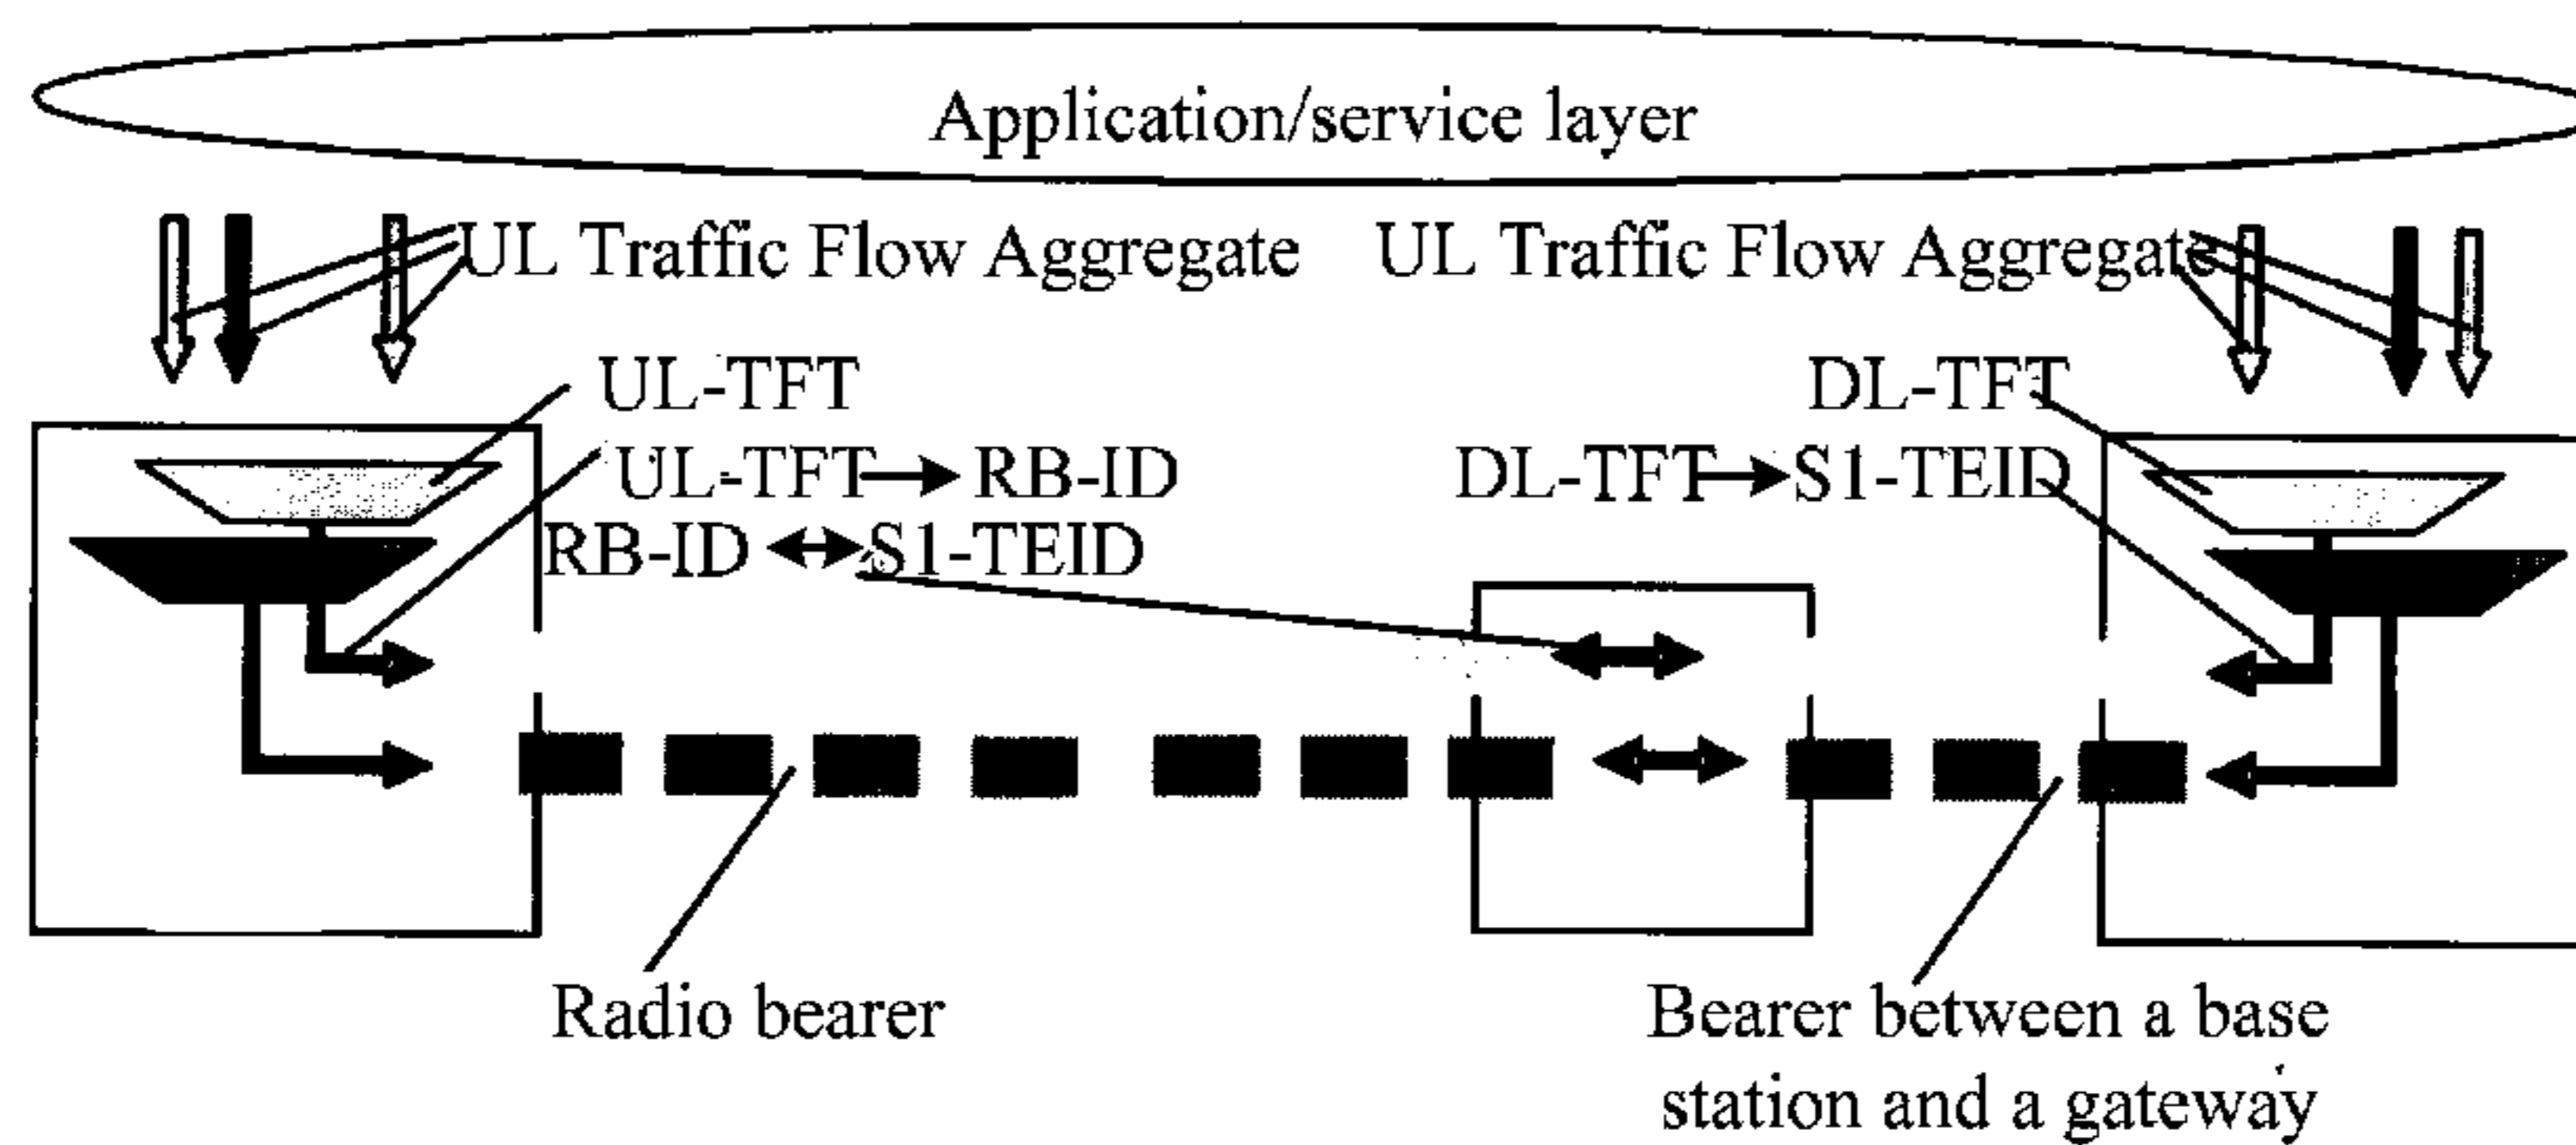 Application/service layer
UL Traffic Flow Aggregate
UL Traffic Flow Aggregate
UL-TFT
DL-TFT
UL-TFT → RB-ID
DL-TFT → S1-TEID
RB-ID ↔ S1-TEID
Radio bearer
Bearer between a base
station and a gateway